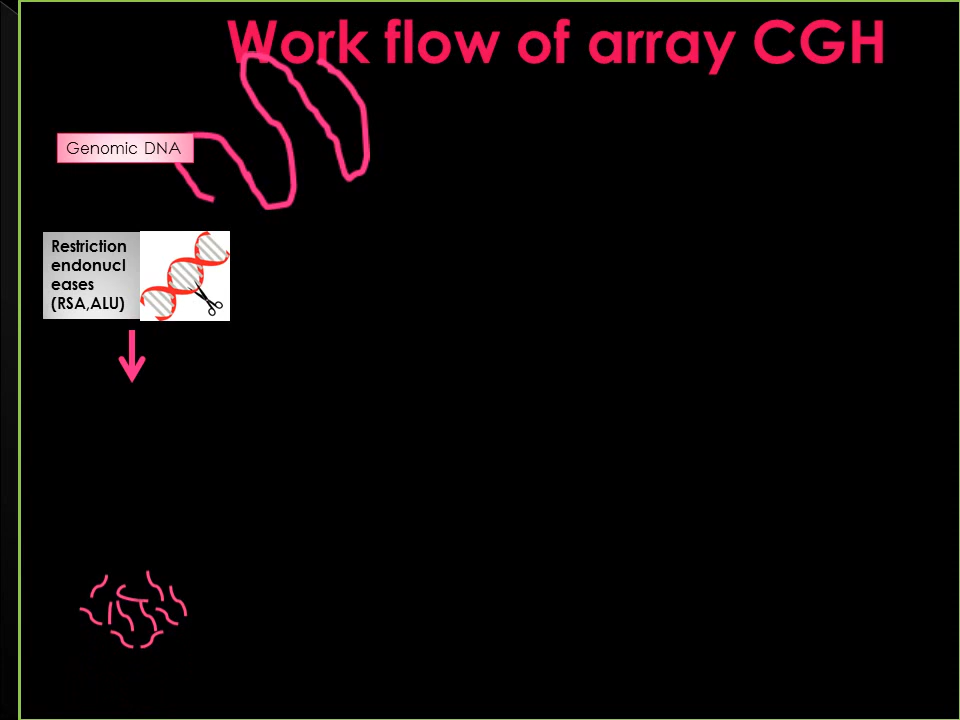 Work flow of array CGH
Genomic DNA
Restriction
endonucl
eases
(RSA,ALU)